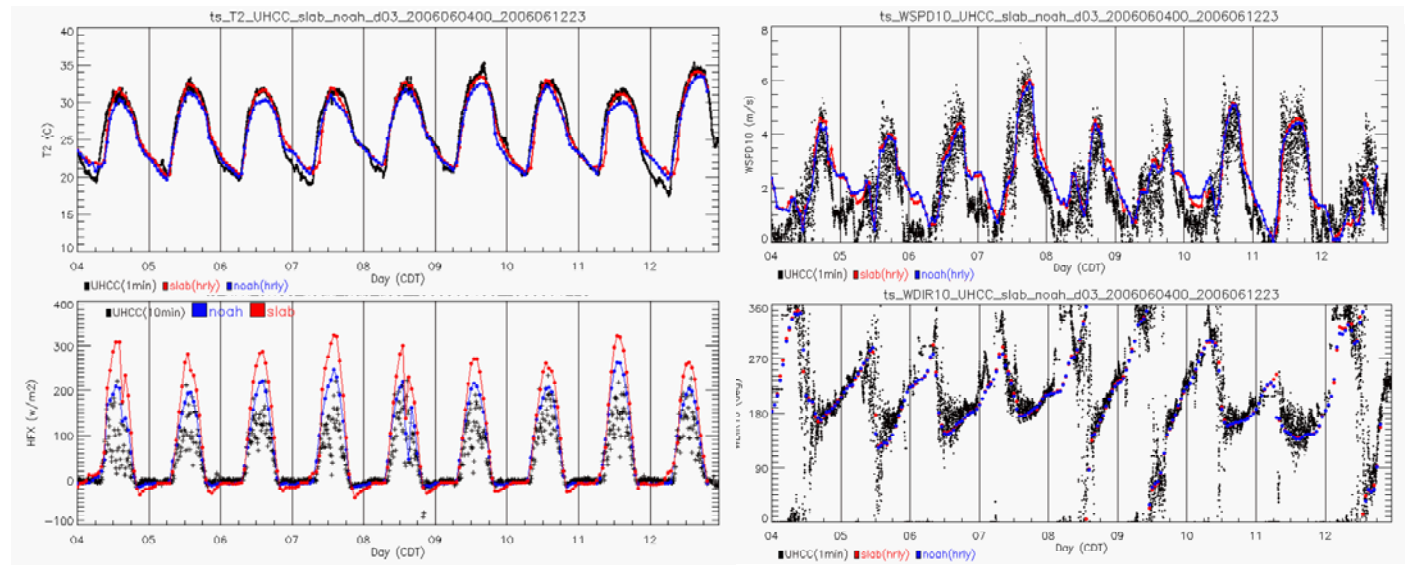 ts_T2_UHCC_slab_noah_d03_2006060400_2006061223
40
35
30
25
20
15
10
T2 (C)
04 05 06 07 08 09 10 11 12
Day (CDT)
UHCC(1min) slab(hrly) noah(hrly)
ts_WSPD10_UHCC_slab_noah_d03_2006060400_2006061223
8
6
4
2
0
WSPD10 (m/s)
04 05 06 07 08 09 10 11 12
Day (CDT)
UHCC(1min) slab(hrly) noah(hrly)
UHCC(10min) noah slab
400
300
200
100
0
-100
HFX (w/m2)
04 05 06 07 08 09 10 11 12
Day (CDT)
ts_WDIR10_UHCC_slab_noah_d03_2006060400_2006061223
360
270
180
90
0
04 05 06 07 08 09 10 11 12
Day (CDT)
UHCC(1min) slab(hrly) noah(hrly)